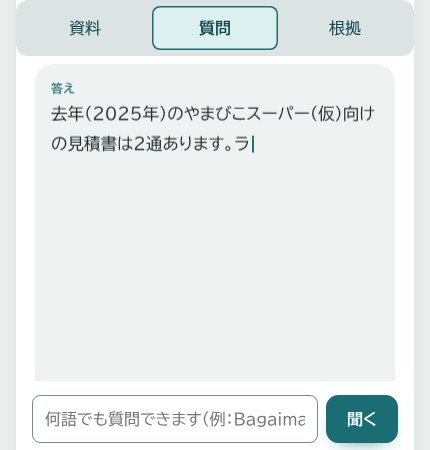 資料
質問
根拠
答え
去年(2025年)のやまびこスーパー(仮)向け
の見積書は2通あります。ラ
何語でも質問できます(例:Bagaima
聞く